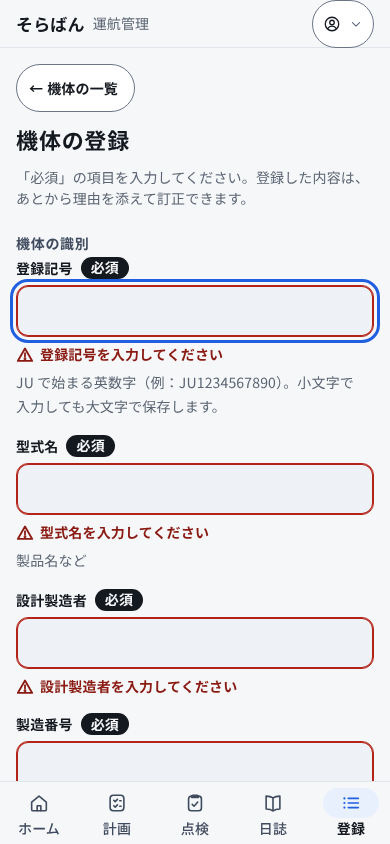 そらばん 運航管理
← 機体の一覧
機体の登録
「必須」の項目を入力してください。登録した内容は、
あとから理由を添えて訂正できます。
機体の識別
登録記号 必須
登録記号を入力してください
JU で始まる英数字（例：JU1234567890）。小文字で
入力しても大文字で保存します。
型式名 必須
型式名を入力してください
製品名など
設計製造者 必須
設計製造者を入力してください
製造番号 必須
ホーム 計画 点検 日誌 登録